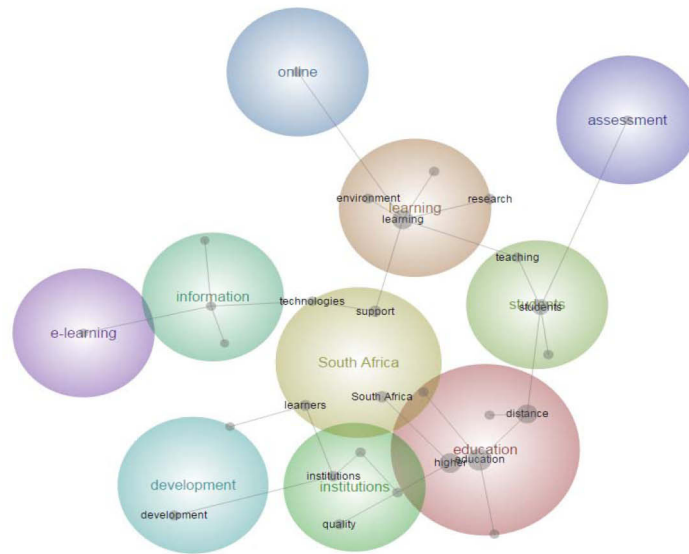 online
assessment
environment
learning
research
learning
teaching
information
technologies
students
students
support
e-learning
South Africa
South Africa
learners
distance
education
higher
education
institutions
development
institutions
development
quality